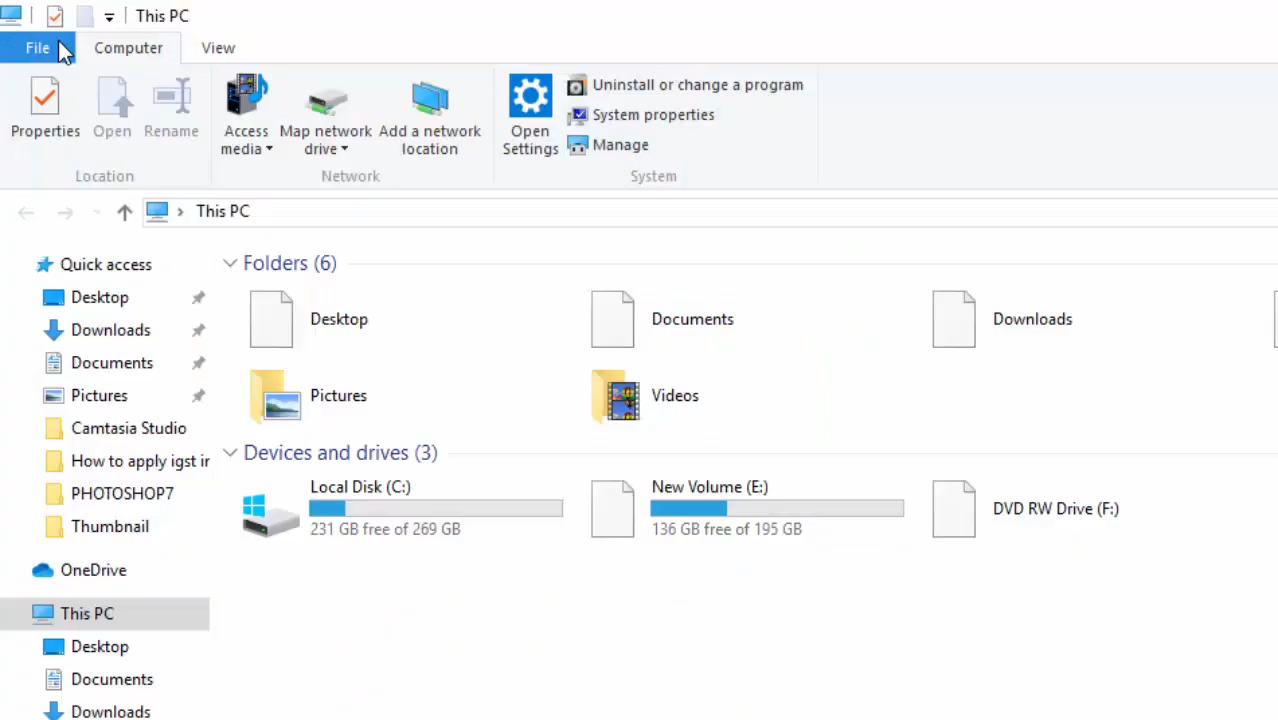 This PC
File Computer View
Properties Open Rename Access media Map network drive Add a network location Open Settings
Uninstall or change a program
System properties
Manage
Location Network System
This PC
Quick access
Desktop
Downloads
Documents
Pictures
Camtasia Studio
How to apply igst ir
PHOTOSHOP7
Thumbnail
OneDrive
This PC
Desktop
Documents
Downloads
Folders (6)
Desktop Documents Downloads
Pictures Videos
Devices and drives (3)
Local Disk (C:)
231 GB free of 269 GB
New Volume (E:)
136 GB free of 195 GB
DVD RW Drive (F:)